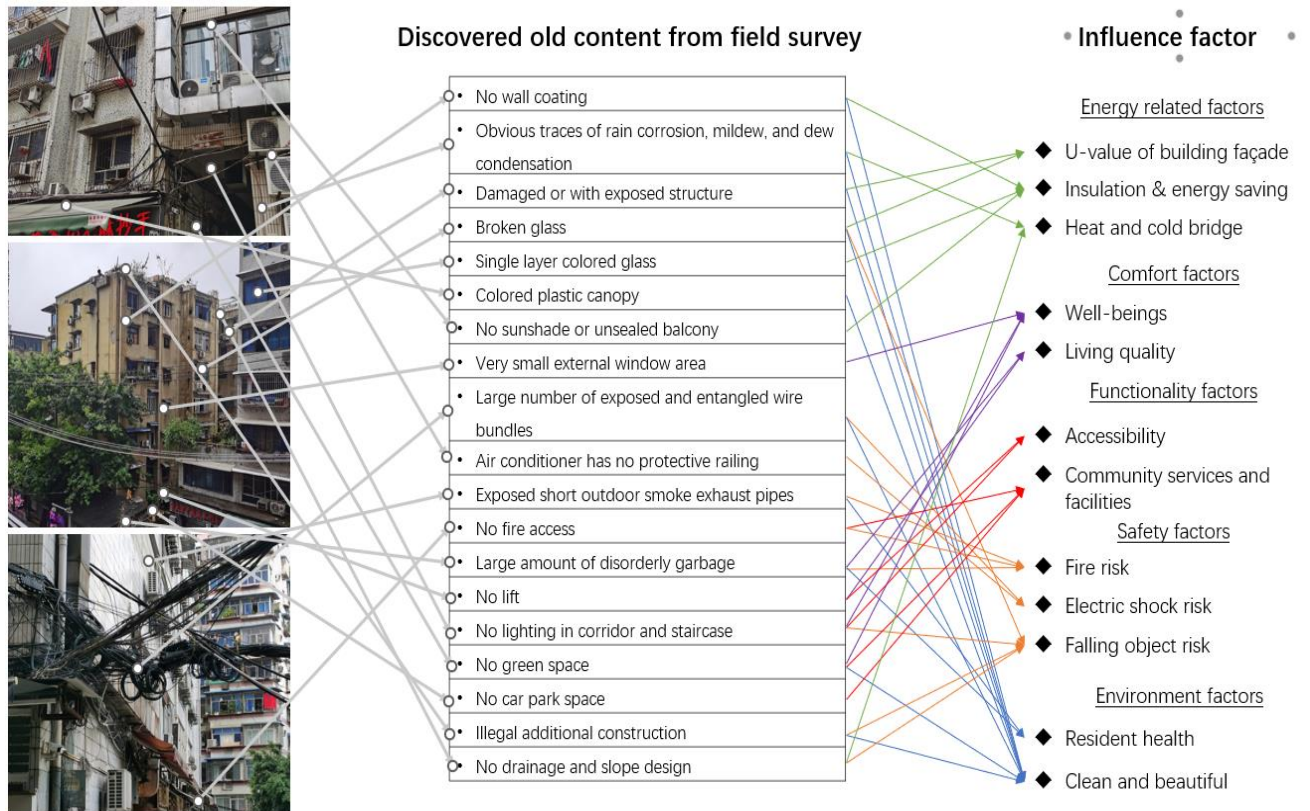 Discovered old content from field survey
• No wall coating
• Obvious traces of rain corrosion, mildew, and dew
condensation
• Damaged or with exposed structure
• Broken glass
• Single layer colored glass
• Colored plastic canopy
• No sunshade or unsealed balcony
• Very small external window area
• Large number of exposed and entangled wire
bundles
• Air conditioner has no protective railing
• Exposed short outdoor smoke exhaust pipes
• No fire access
• Large amount of disorderly garbage
• No lift
• No lighting in corridor and staircase
• No green space
• No car park space
• Illegal additional construction
• No drainage and slope design
Influence factor
Energy related factors
◆ U-value of building façade
◆ Insulation & energy saving
◆ Heat and cold bridge
Comfort factors
◆ Well-beings
◆ Living quality
Functionality factors
◆ Accessibility
◆ Community services and
facilities
Safety factors
◆ Fire risk
◆ Electric shock risk
◆ Falling object risk
Environment factors
◆ Resident health
◆ Clean and beautiful